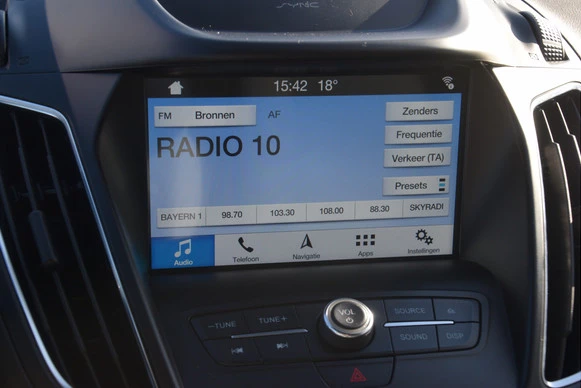 SYNC
15:42 18°
FM Bronnen AF Zenders
RADIO 10
Frequentie
Verkeer (TA)
Presets
BAYERN 1 98.70 103.30 108.00 88.30 SKYRADI
Audio Telefoon Navigatie Apps Instellingen
−TUNE TUNE+ VOL SOURCE
SOUND DISP